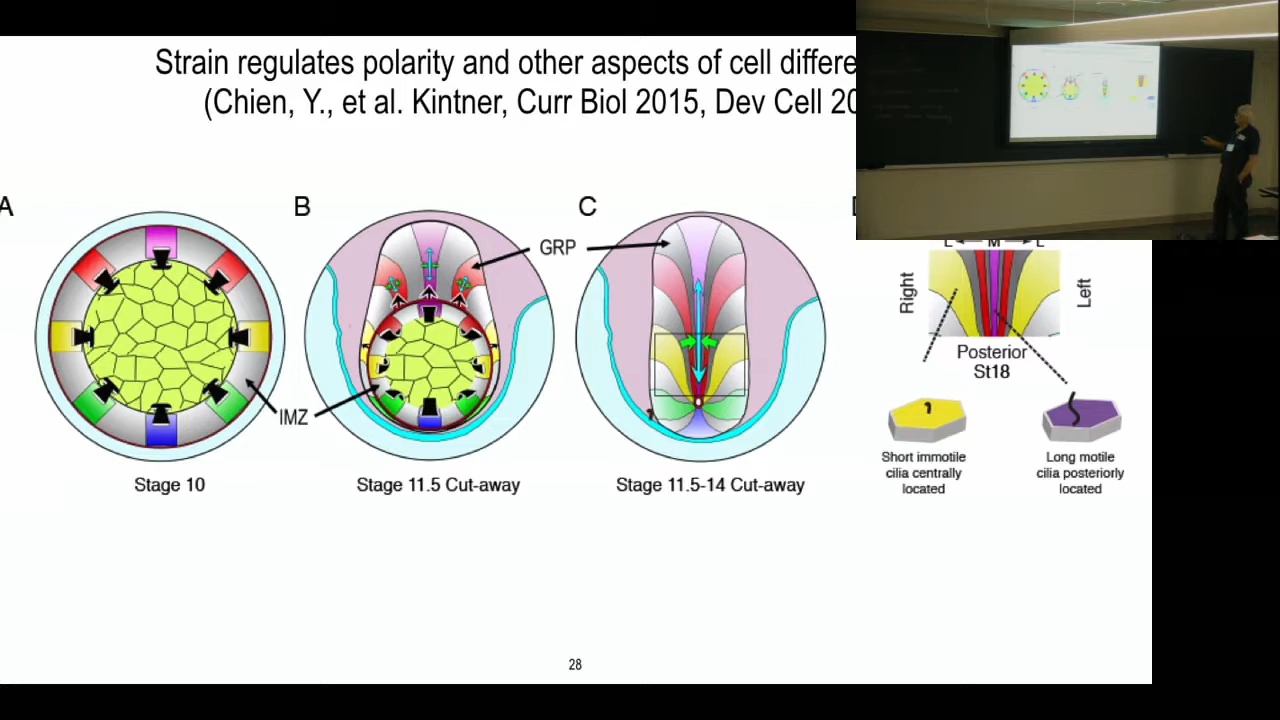 Strain regulates polarity and other aspects of cell differe
(Chien, Y., et al. Kintner, Curr Biol 2015, Dev Cell 20
A
B
C
GRP
IMZ
L M L
Right
Left
Posterior
St18
Short immotile
cilia centrally
located
Long motile
cilia posteriorly
located
Stage 10
Stage 11.5 Cut-away
Stage 11.5-14 Cut-away
28